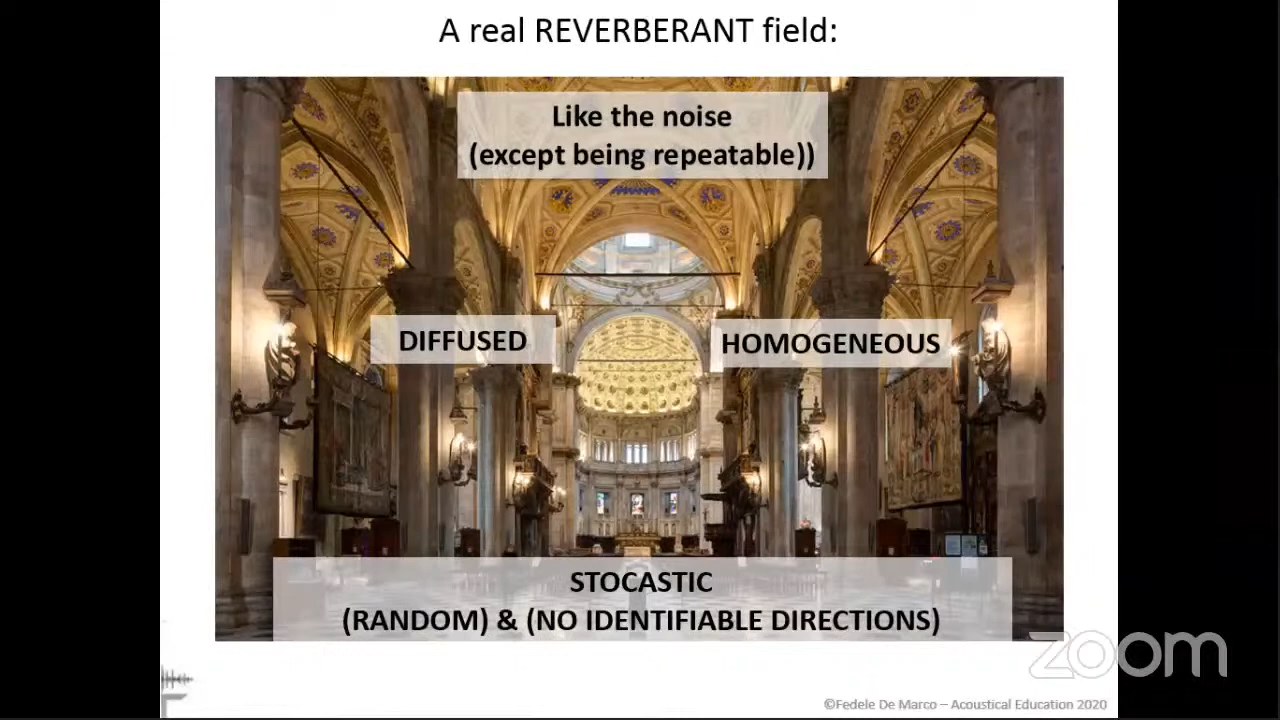 A real REVERBERANT field:
Like the noise
(except being repeatable))
DIFFUSED
HOMOGENEOUS
STOCASTIC
(RANDOM) & (NO IDENTIFIABLE DIRECTIONS)
zoom
©Fedele De Marco – Acoustical Education 2020